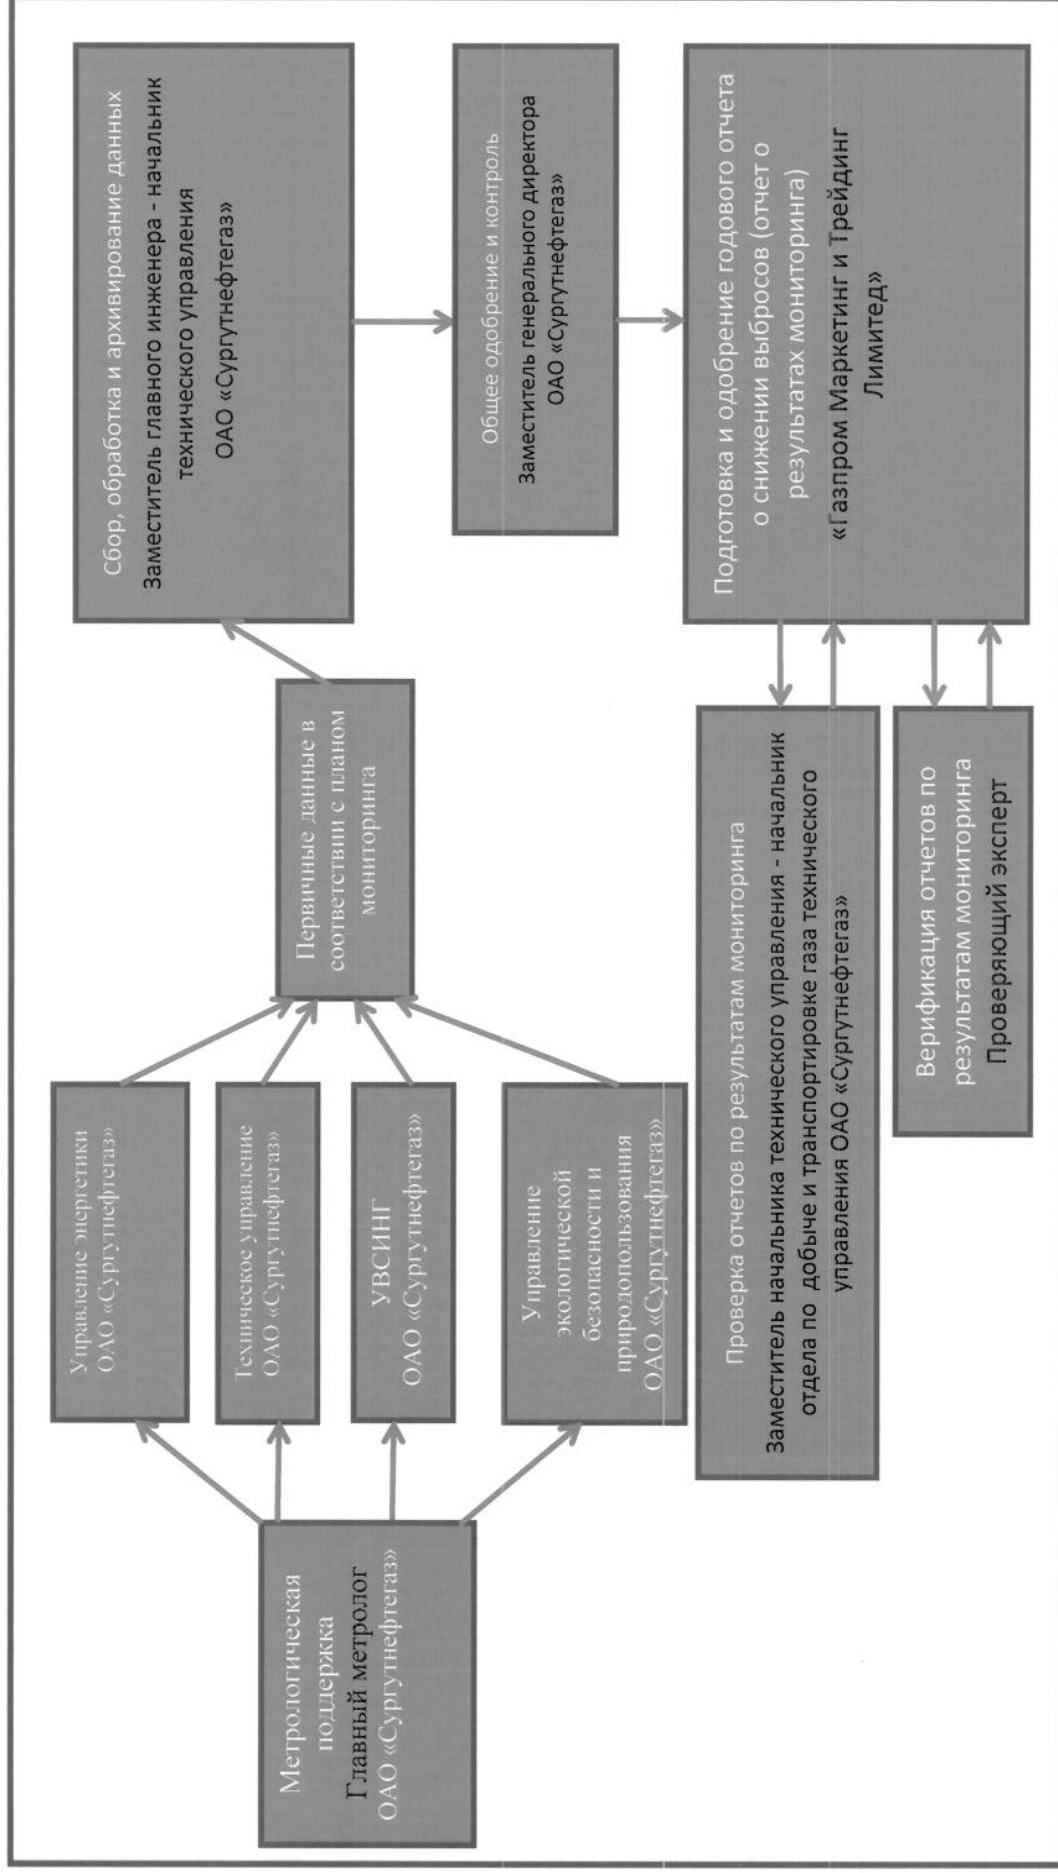 Метрологическая
поддержка
Главный метролог
ОАО «Сургутнефтегаз»
Управление энергетики
ОАО «Сургутнефтегаз»
Техническое управление
ОАО «Сургутнефтегаз»
УВСИНГ
ОАО «Сургутнефтегаз»
Управление
экологической
безопасности и
природопользования
ОАО «Сургутнефтегаз»
Первичные данные в
соответствии с планом
мониторинга
Сбор, обработка и архивирование данных
Заместитель главного инженера - начальник
технического управления
ОАО «Сургутнефтегаз»
Общее одобрение и контроль
Заместитель генерального директора
ОАО «Сургутнефтегаз»
Подготовка и одобрение годового отчета
о снижении выбросов (отчет о
результатах мониторинга)
«Газпром Маркетинг и Трейдинг
Лимитед»
Проверка отчетов по результатам мониторинга
Заместитель начальника технического управления - начальник
отдела по добыче и транспортировке газа технического
управления ОАО «Сургутнефтегаз»
Верификация отчетов по
результатам мониторинга
Проверяющий эксперт